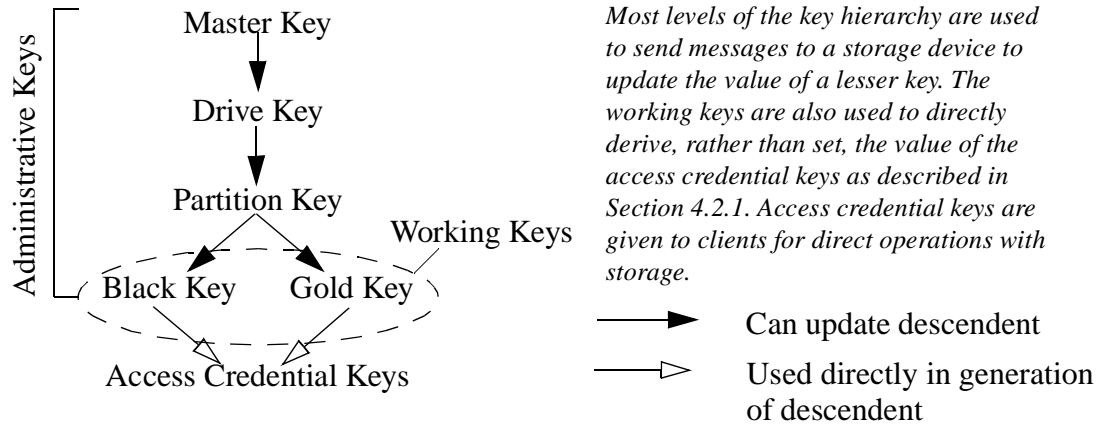 Administrative Keys
Master Key
Drive Key
Partition Key
Working Keys
Black Key
Gold Key
Access Credential Keys
Most levels of the key hierarchy are used
to send messages to a storage device to
update the value of a lesser key. The
working keys are also used to directly
derive, rather than set, the value of the
access credential keys as described in
Section 4.2.1. Access credential keys are
given to clients for direct operations with
storage.
Can update descendent
Used directly in generation
of descendent